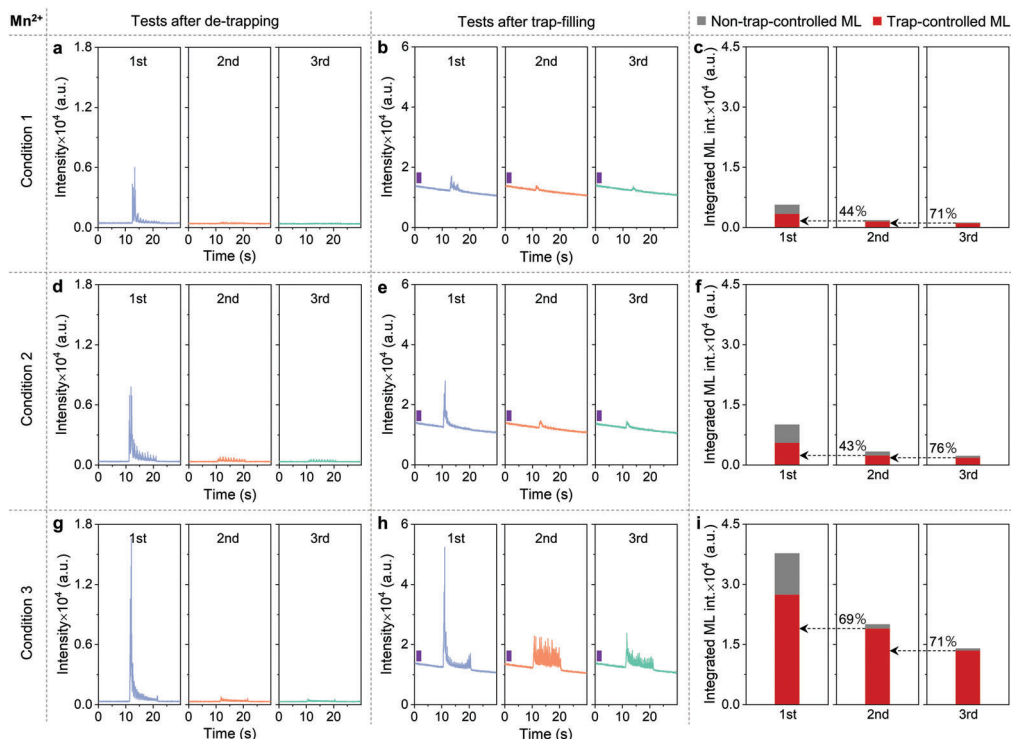 Mn²⁺ Tests after de-trapping Tests after trap-filling Non-trap-controlled ML Trap-controlled ML
Condition 1
a
Intensity×10⁴ (a.u.)
1.8
1.2
0.6
0.0
1st 2nd 3rd
0 10 20 0 10 20 0 10 20
Time (s)
b
Intensity×10⁴ (a.u.)
6
4
2
0
1st 2nd 3rd
0 10 20 0 10 20 0 10 20
Time (s)
c
Integrated ML int.×10⁴ (a.u.)
4.5
3.0
1.5
0.0
44% 71%
1st 2nd 3rd
Condition 2
d
Intensity×10⁴ (a.u.)
1.8
1.2
0.6
0.0
1st 2nd 3rd
0 10 20 0 10 20 0 10 20
Time (s)
e
Intensity×10⁴ (a.u.)
6
4
2
0
1st 2nd 3rd
0 10 20 0 10 20 0 10 20
Time (s)
f
Integrated ML int.×10⁴ (a.u.)
4.5
3.0
1.5
0.0
43% 76%
1st 2nd 3rd
Condition 3
g
Intensity×10⁴ (a.u.)
1.8
1.2
0.6
0.0
1st 2nd 3rd
0 10 20 0 10 20 0 10 20
Time (s)
h
Intensity×10⁴ (a.u.)
6
4
2
0
1st 2nd 3rd
0 10 20 0 10 20 0 10 20
Time (s)
i
Integrated ML int.×10⁴ (a.u.)
4.5
3.0
1.5
0.0
69% 71%
1st 2nd 3rd